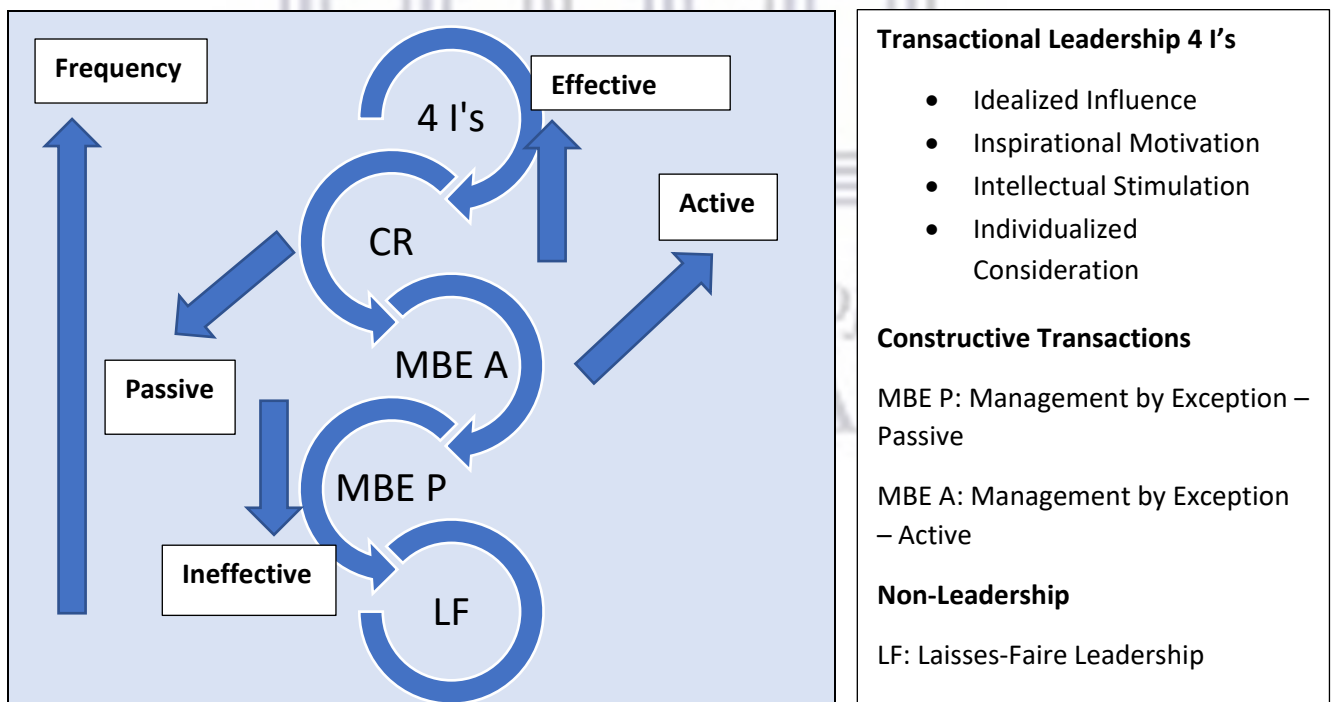 Frequency
Effective
4 I's
Active
CR
Passive
MBE A
MBE P
Ineffective
LF
Transactional Leadership 4 I’s
• Idealized Influence
• Inspirational Motivation
• Intellectual Stimulation
• Individualized
Consideration
Constructive Transactions
MBE P: Management by Exception –
Passive
MBE A: Management by Exception
– Active
Non-Leadership
LF: Laisses-Faire Leadership